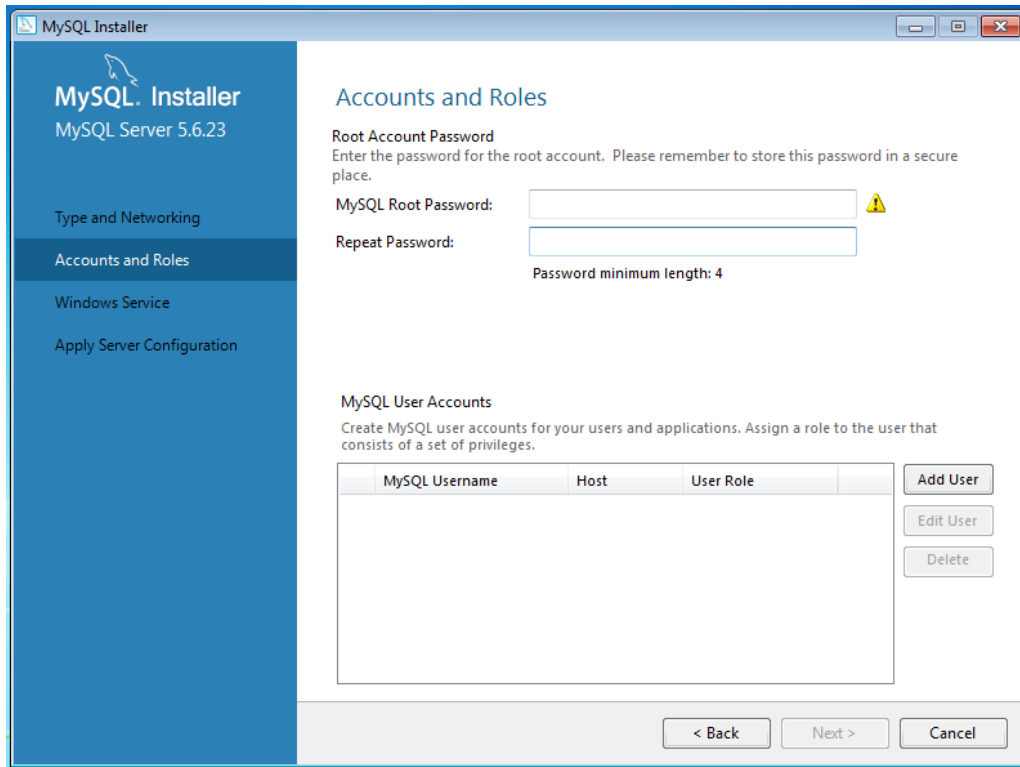 MySQL Installer
MySQL. Installer
MySQL Server 5.6.23
Type and Networking
Accounts and Roles
Windows Service
Apply Server Configuration
Accounts and Roles
Root Account Password
Enter the password for the root account.  Please remember to store this password in a secure
place.
MySQL Root Password:
Repeat Password:
Password minimum length: 4
MySQL User Accounts
Create MySQL user accounts for your users and applications. Assign a role to the user that
consists of a set of privileges.
MySQL Username Host User Role
Add User
Edit User
Delete
< Back Next > Cancel